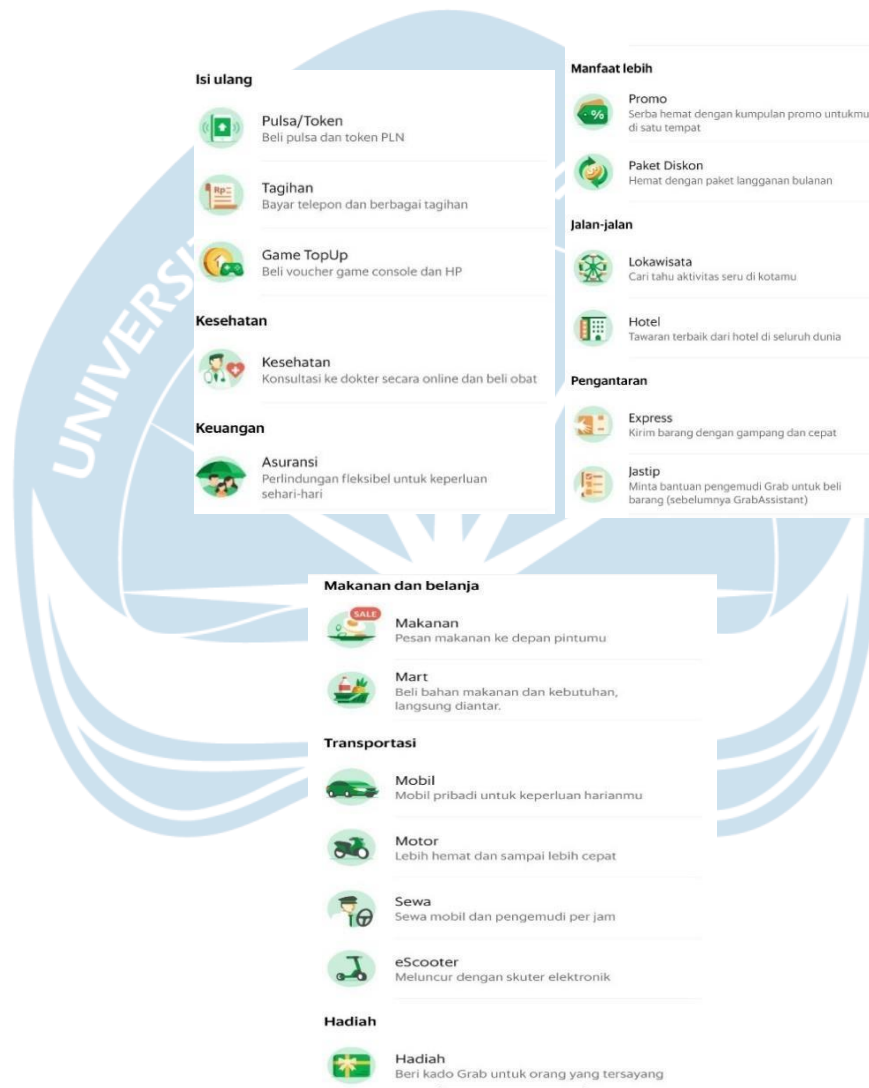 Isi ulang
Pulsa/Token
Beli pulsa dan token PLN
Tagihan
Bayar telepon dan berbagai tagihan
Game TopUp
Beli voucher game console dan HP
Kesehatan
Kesehatan
Konsultasi ke dokter secara online dan beli obat
Keuangan
Asuransi
Perlindungan fleksibel untuk keperluan
sehari-hari
Manfaat lebih
Promo
Serba hemat dengan kumpulan promo untukmu
di satu tempat
Paket Diskon
Hemat dengan paket langganan bulanan
Jalan-jalan
Lokawisata
Cari tahu aktivitas seru di kotamu
Hotel
Tawaran terbaik dari hotel di seluruh dunia
Pengantaran
Express
Kirim barang dengan gampang dan cepat
Jastip
Minta bantuan pengemudi Grab untuk beli
barang (sebelumnya GrabAssistant)
Makanan dan belanja
SALE
Makanan
Pesan makanan ke depan pintumu
Mart
Beli bahan makanan dan kebutuhan,
langsung diantar.
Transportasi
Mobil
Mobil pribadi untuk keperluan harianmu
Motor
Lebih hemat dan sampai lebih cepat
Sewa
Sewa mobil dan pengemudi per jam
eScooter
Meluncur dengan skuter elektronik
Hadiah
Hadiah
Beri kado Grab untuk orang yang tersayang
Rp
%